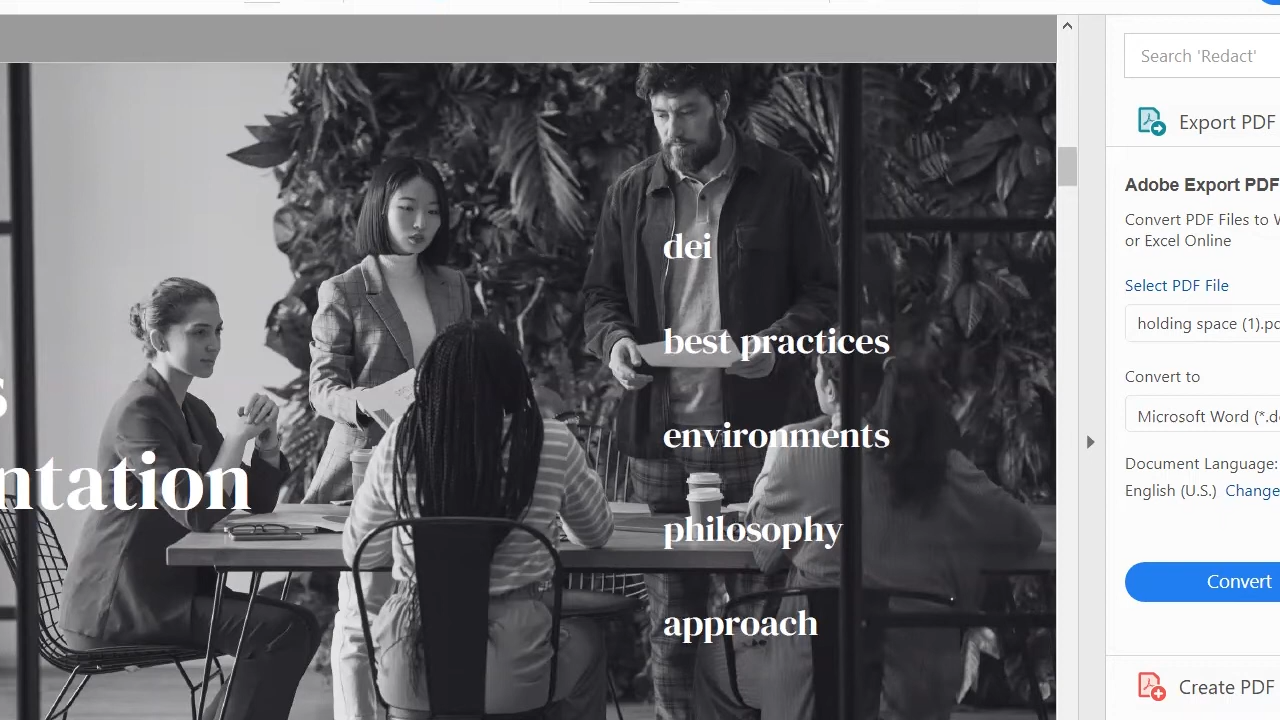 ntation
dei
best practices
environments
philosophy
approach
Search 'Redact'
Export PDF
Adobe Export PDF
Convert PDF Files to W
or Excel Online
Select PDF File
holding space (1).pd
Convert to
Microsoft Word (*.do
Document Language:
English (U.S.) Change
Convert
Create PDF